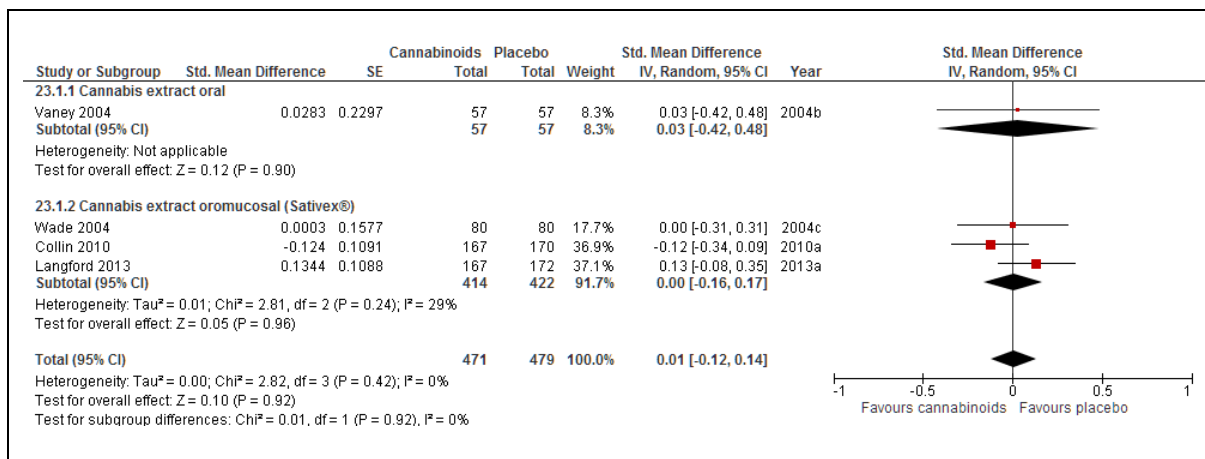 Cannabinoids Placebo Std. Mean Difference Std. Mean Difference
Study or Subgroup Std. Mean Difference SE Total Total Weight IV, Random, 95% CI Year IV, Random, 95% CI
23.1.1 Cannabis extract oral
Vaney 2004 0.0283 0.2297 57 57 8.3% 0.03 [-0.42, 0.48] 2004b
Subtotal (95% CI) 57 57 8.3% 0.03 [-0.42, 0.48]
Heterogeneity: Not applicable
Test for overall effect: Z = 0.12 (P = 0.90)
23.1.2 Cannabis extract oromucosal (Sativex®)
Wade 2004 0.0003 0.1577 80 80 17.7% 0.00 [-0.31, 0.31] 2004c
Collin 2010 -0.124 0.1091 167 170 36.9% -0.12 [-0.34, 0.09] 2010a
Langford 2013 0.1344 0.1088 167 172 37.1% 0.13 [-0.08, 0.35] 2013a
Subtotal (95% CI) 414 422 91.7% 0.00 [-0.16, 0.17]
Heterogeneity: Tau² = 0.01; Chi² = 2.81, df = 2 (P = 0.24); I² = 29%
Test for overall effect: Z = 0.05 (P = 0.96)
Total (95% CI) 471 479 100.0% 0.01 [-0.12, 0.14]
Heterogeneity: Tau² = 0.00; Chi² = 2.82, df = 3 (P = 0.42); I² = 0%
Test for overall effect: Z = 0.10 (P = 0.92)
Test for subgroup differences: Chi² = 0.01, df = 1 (P = 0.92), I² = 0%
-1 -0.5 0 0.5 1
Favours cannabinoids Favours placebo